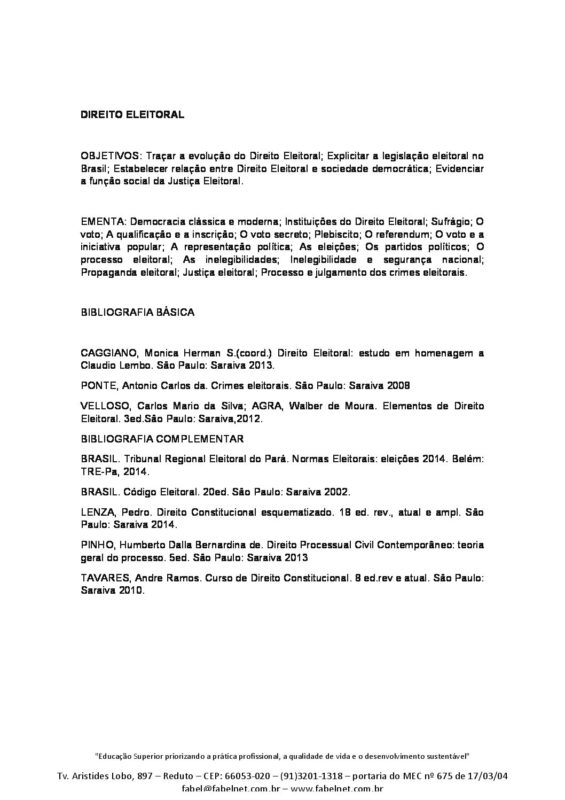 DIREITO ELEITORAL
OBJETIVOS: Traçar a evolução do Direito Eleitoral; Explicitar a legislação eleitoral no
Brasil; Estabelecer relação entre Direito Eleitoral e sociedade democrática; Evidenciar
a função social da Justiça Eleitoral.
EMENTA: Democracia clássica e moderna; Instituições do Direito Eleitoral; Sufrágio; O
voto; A qualificação e a inscrição; O voto secreto; Plebiscito; O referendum; O voto e a
iniciativa popular; A representação política; As eleições; Os partidos políticos; O
processo eleitoral; As inelegibilidades; Inelegibilidade e segurança nacional;
Propaganda eleitoral; Justiça eleitoral; Processo e julgamento dos crimes eleitorais.
BIBLIOGRAFIA BÁSICA
CAGGIANO, Monica Herman S.(coord.) Direito Eleitoral: estudo em homenagem a
Claudio Lembo. São Paulo: Saraiva 2013.
PONTE, Antonio Carlos da. Crimes eleitorais. São Paulo: Saraiva 2008
VELLOSO, Carlos Mario da Silva; AGRA, Walber de Moura. Elementos de Direito
Eleitoral. 3ed.São Paulo: Saraiva,2012.
BIBLIOGRAFIA COMPLEMENTAR
BRASIL. Tribunal Regional Eleitoral do Pará. Normas Eleitorais: eleições 2014. Belém:
TRE-Pa, 2014.
BRASIL. Código Eleitoral. 20ed. São Paulo: Saraiva 2002.
LENZA, Pedro. Direito Constitucional esquematizado. 18 ed. rev., atual e ampl. São
Paulo: Saraiva 2014.
PINHO, Humberto Dalla Bernardina de. Direito Processual Civil Contemporâneo: teoria
geral do processo. 5ed. São Paulo: Saraiva 2013
TAVARES, Andre Ramos. Curso de Direito Constitucional. 8 ed.rev e atual. São Paulo:
Saraiva 2010.
"Educação Superior priorizando a prática profissional, a qualidade de vida e o desenvolvimento sustentável"
Tv. Aristides Lobo, 897 – Reduto – CEP: 66053-020 – (91)3201-1318 – portaria do MEC nº 675 de 17/03/04
fabel@fabelnet.com.br – www.fabelnet.com.br